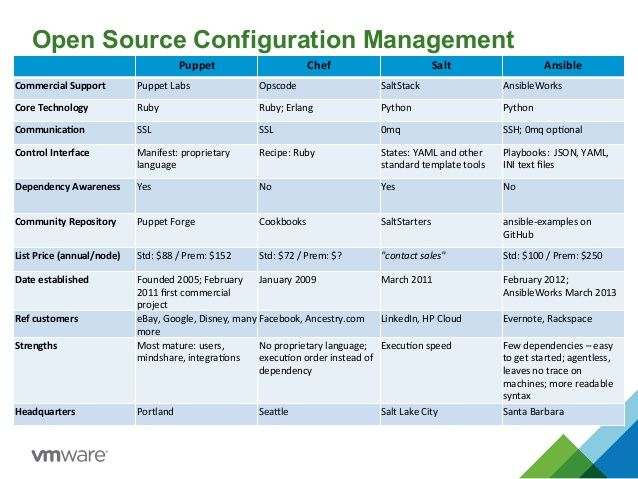 Open Source Configuration Management
Puppet Chef Salt Ansible
Commercial Support Puppet Labs Opscode SaltStack AnsibleWorks
Core Technology Ruby Ruby; Erlang Python Python
Communication SSL SSL 0mq SSH; 0mq optional
Control Interface Manifest: proprietary language Recipe: Ruby States: YAML and other standard template tools Playbooks: JSON, YAML, INI text files
Dependency Awareness Yes No Yes No
Community Repository Puppet Forge Cookbooks SaltStarters ansible-examples on GitHub
List Price (annual/node) Std: $88 / Prem: $152 Std: $72 / Prem: $? "contact sales" Std: $100 / Prem: $250
Date established Founded 2005; February 2011 first commercial project January 2009 March 2011 February 2012; AnsibleWorks March 2013
Ref customers eBay, Google, Disney, many more Facebook, Ancestry.com LinkedIn, HP Cloud Evernote, Rackspace
Strengths Most mature: users, mindshare, integrations No proprietary language; execution order instead of dependency Execution speed Few dependencies – easy to get started; agentless, leaves no trace on machines; more readable syntax
Headquarters Portland Seattle Salt Lake City Santa Barbara
vmware®